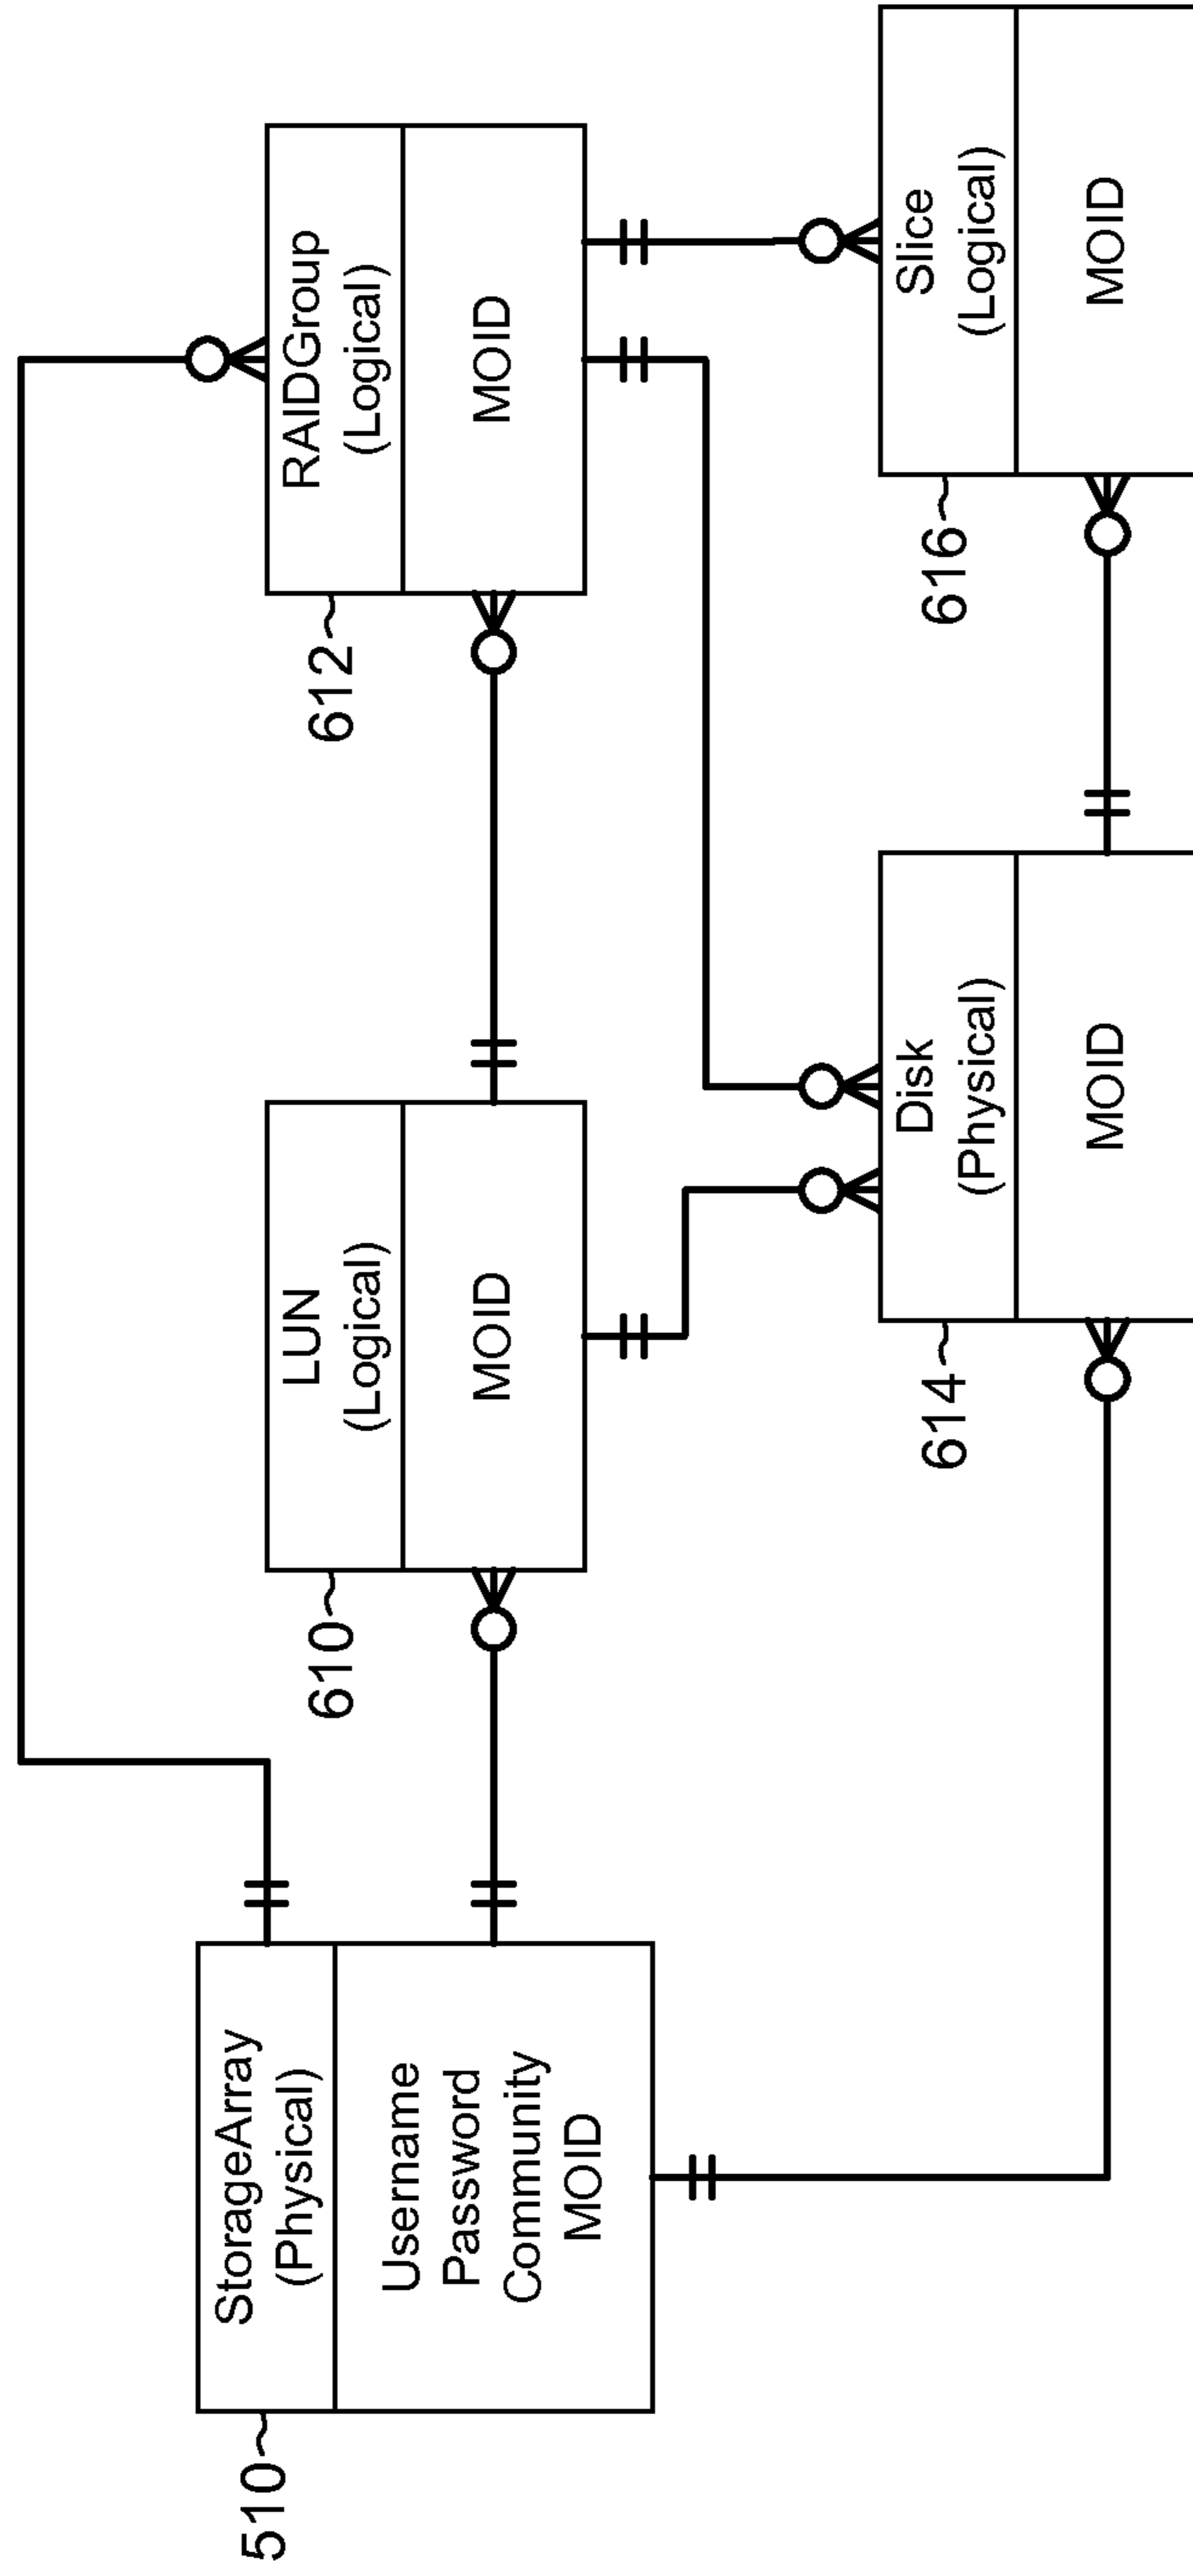 510
StorageArray
(Physical)
Username
Password
Community
MOID
610
LUN
(Logical)
MOID
612
RAIDGroup
(Logical)
MOID
614
Disk
(Physical)
MOID
616
Slice
(Logical)
MOID